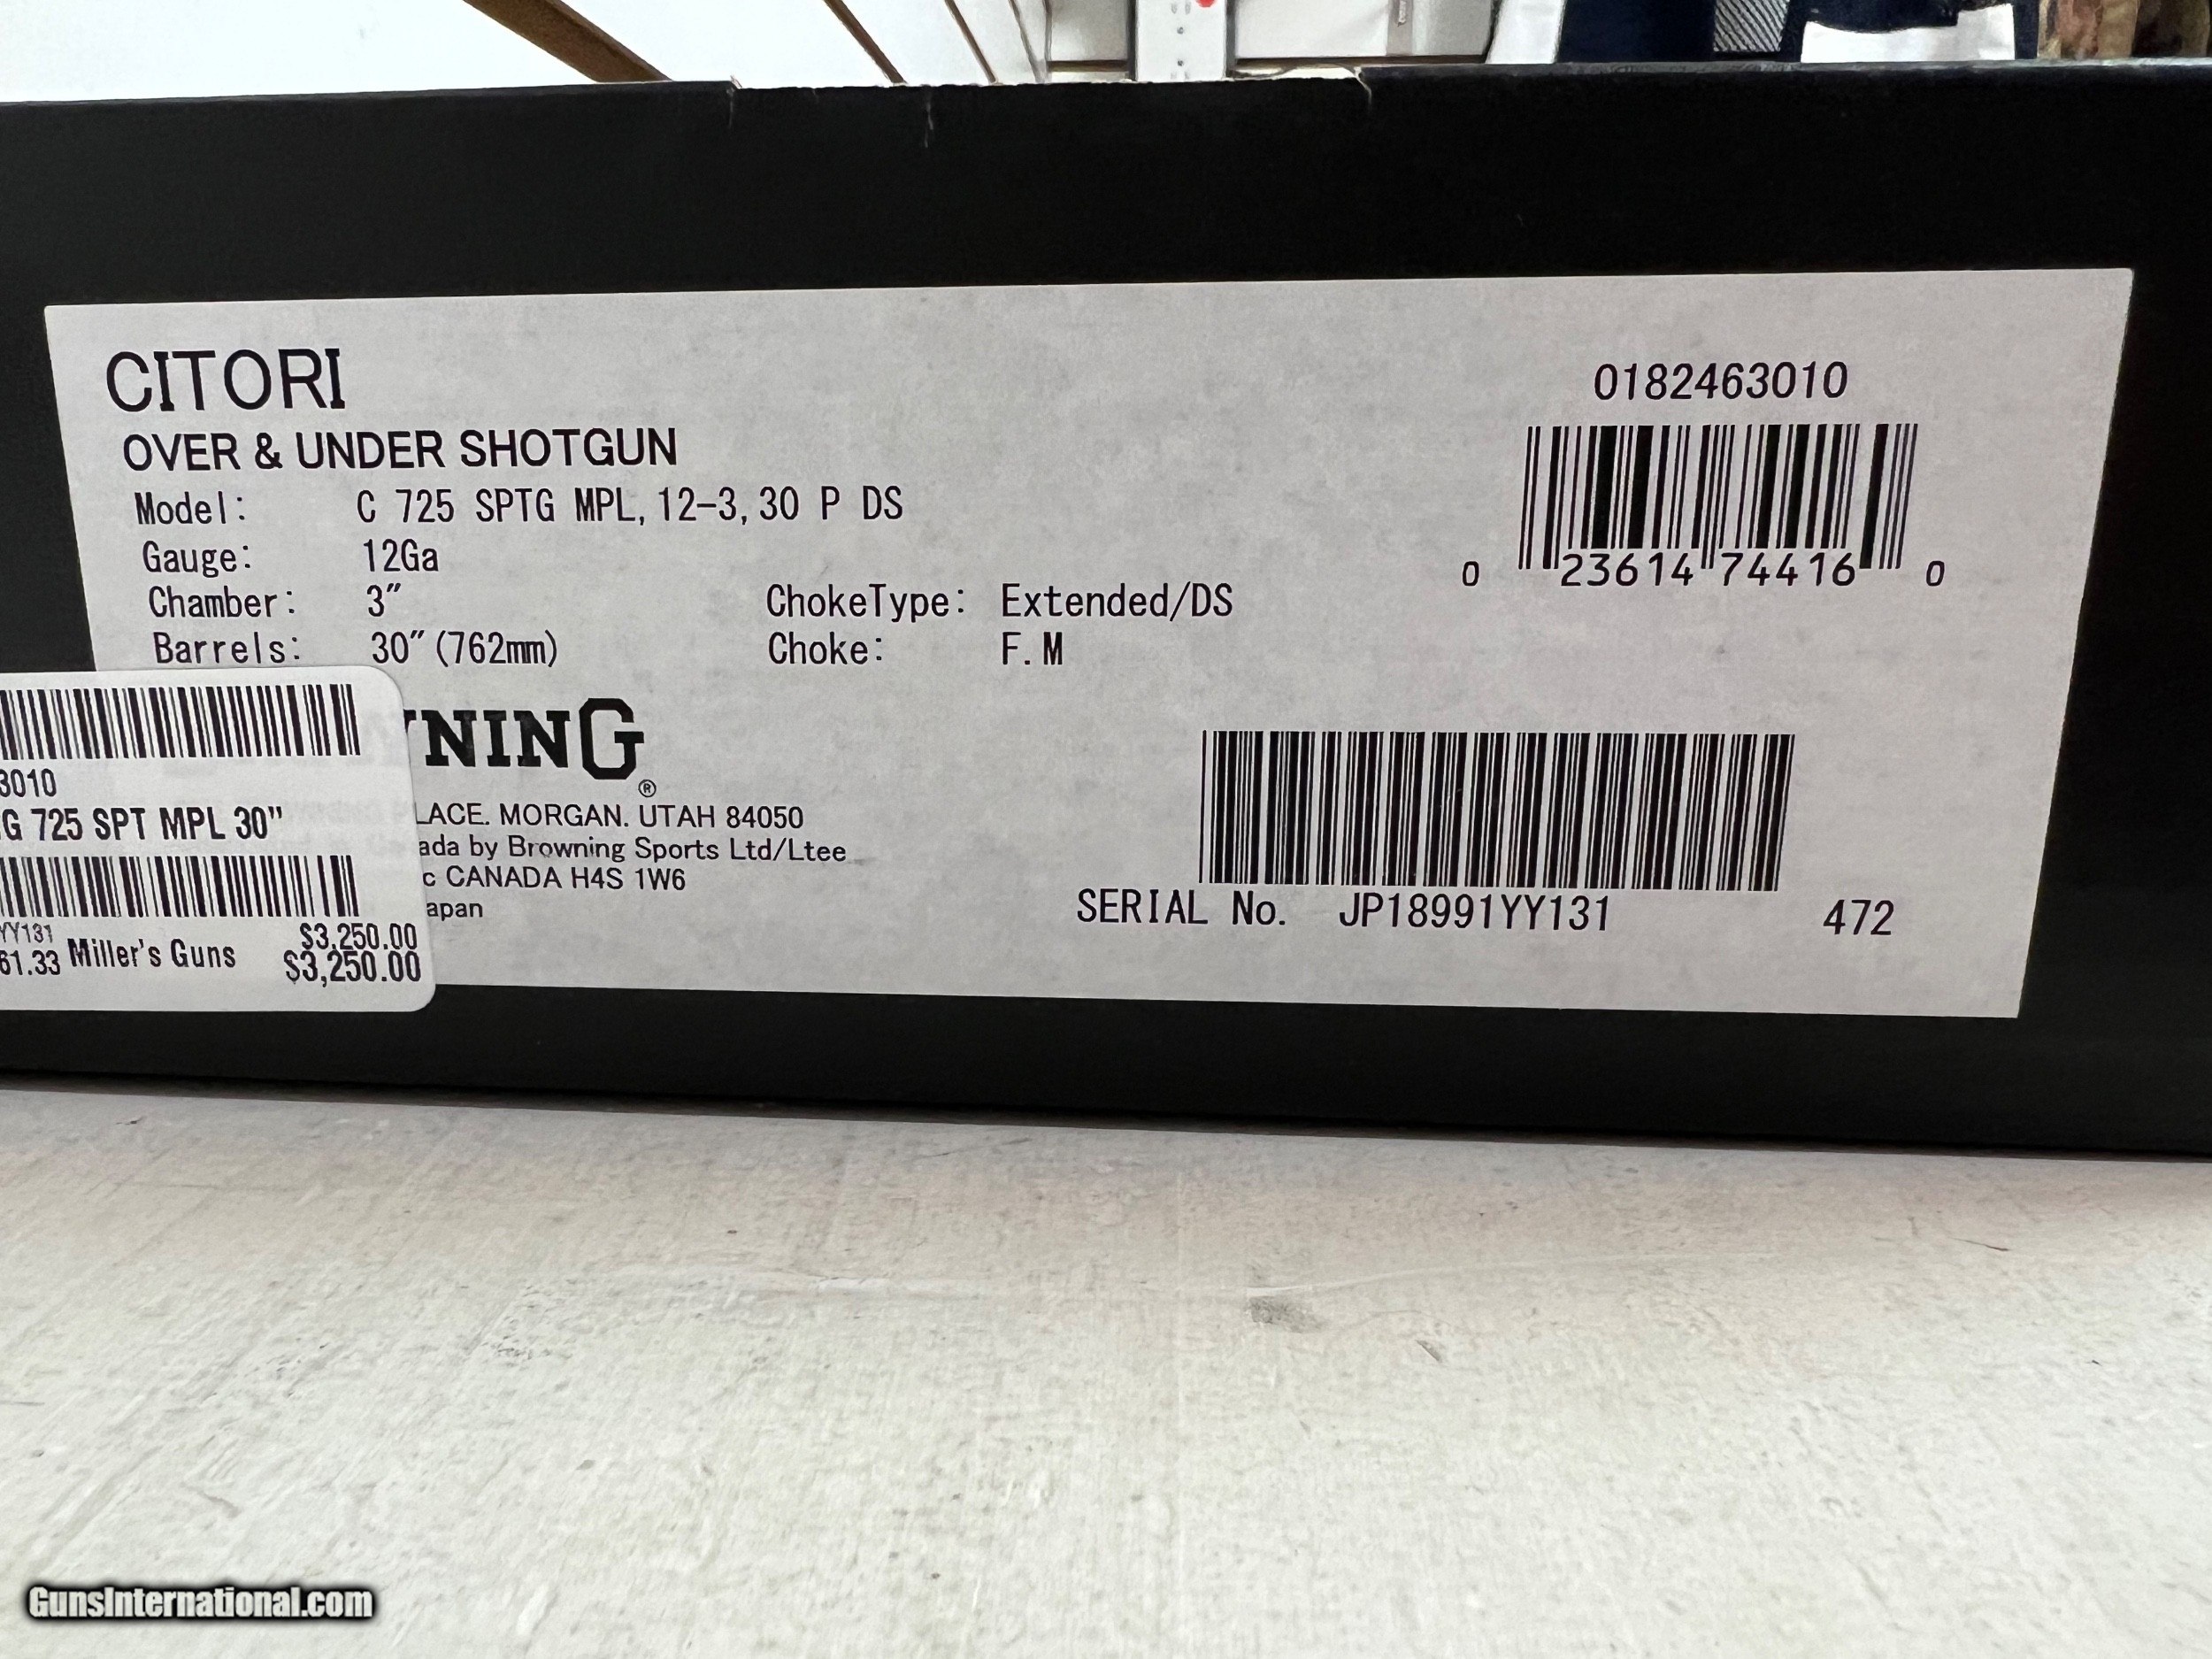 CITORI
OVER & UNDER SHOTGUN
Model: C 725 SPTG MPL, 12-3, 30 P DS
Gauge: 12Ga
Chamber: 3″
Barrels: 30″(762mm)
ChokeType: Extended/DS
Choke: F.M
0182463010
0 23614 74416 0
NING®
LACE. MORGAN. UTAH 84050
ada by Browning Sports Ltd/Ltee
c CANADA H4S 1W6
apan
SERIAL No. JP18991YY131
472
3010
G 725 SPT MPL 30"
YY131 $3,250.00
61.33 Miller's Guns $3,250.00
GunsInternational.com